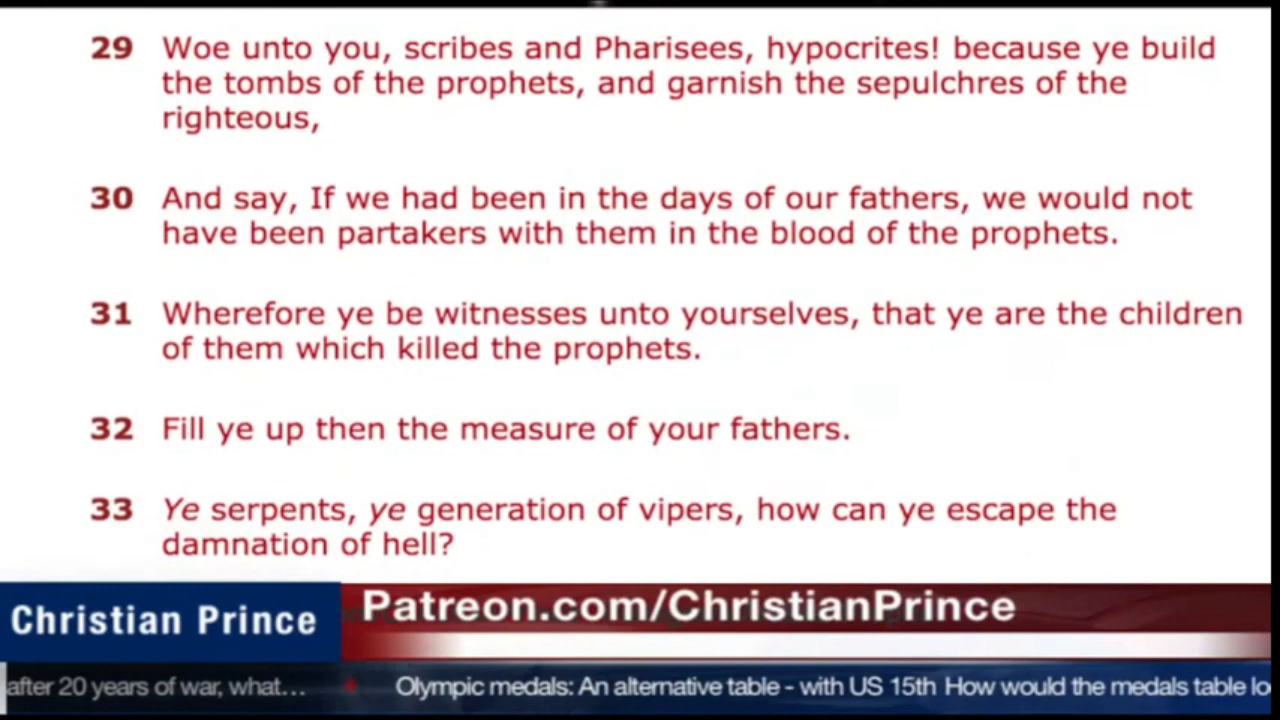 29 Woe unto you, scribes and Pharisees, hypocrites! because ye build
the tombs of the prophets, and garnish the sepulchres of the
righteous,
30 And say, If we had been in the days of our fathers, we would not
have been partakers with them in the blood of the prophets.
31 Wherefore ye be witnesses unto yourselves, that ye are the children
of them which killed the prophets.
32 Fill ye up then the measure of your fathers.
33 Ye serpents, ye generation of vipers, how can ye escape the
damnation of hell?
Christian Prince
Patreon.com/ChristianPrince
after 20 years of war, what... Olympic medals: An alternative table - with US 15th How would the medals table lo